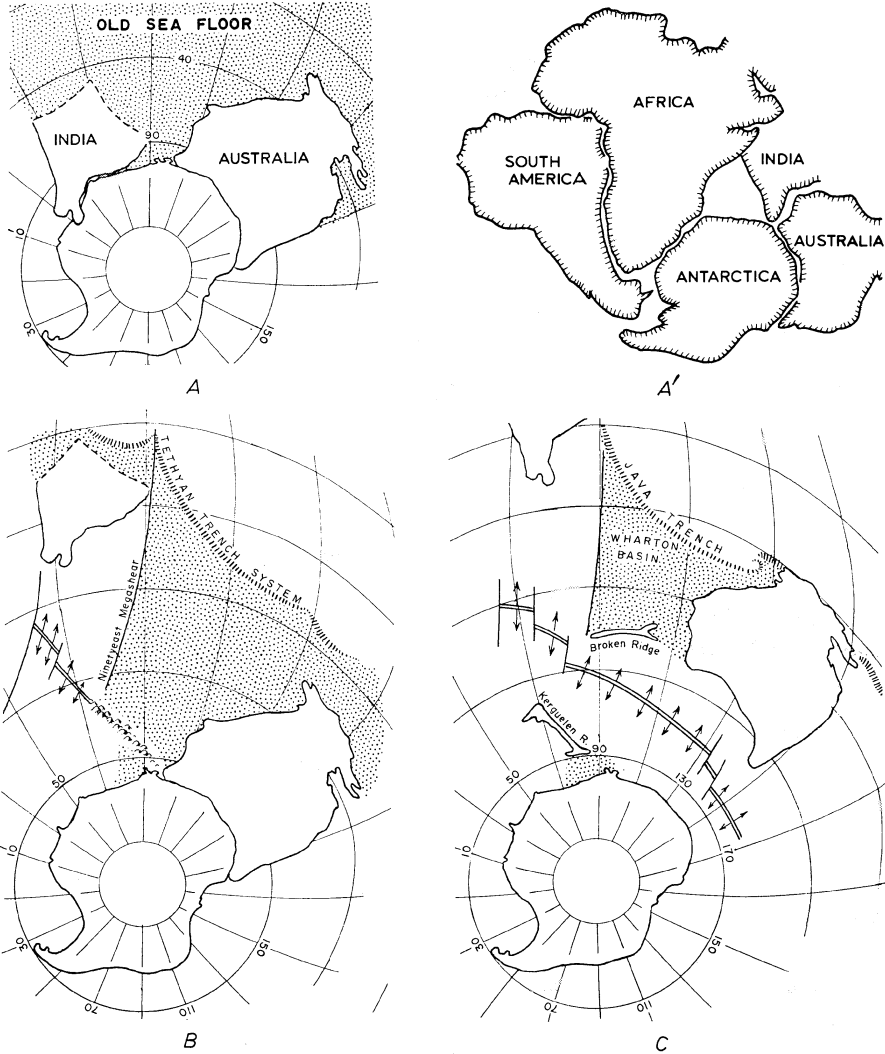 OLD SEA FLOOR
40
INDIA
90
AUSTRALIA
10
30
150
A
AFRICA
SOUTH
AMERICA
INDIA
AUSTRALIA
ANTARCTICA
A'
TETHYAN TRENCH SYSTEM
Ninetyeast Megashear
50
10
30
70
110
150
B
JAVA TRENCH
WHARTON
BASIN
Broken Ridge
Kerguelen R.
90
50
130
10
170
30
150
70
110
C